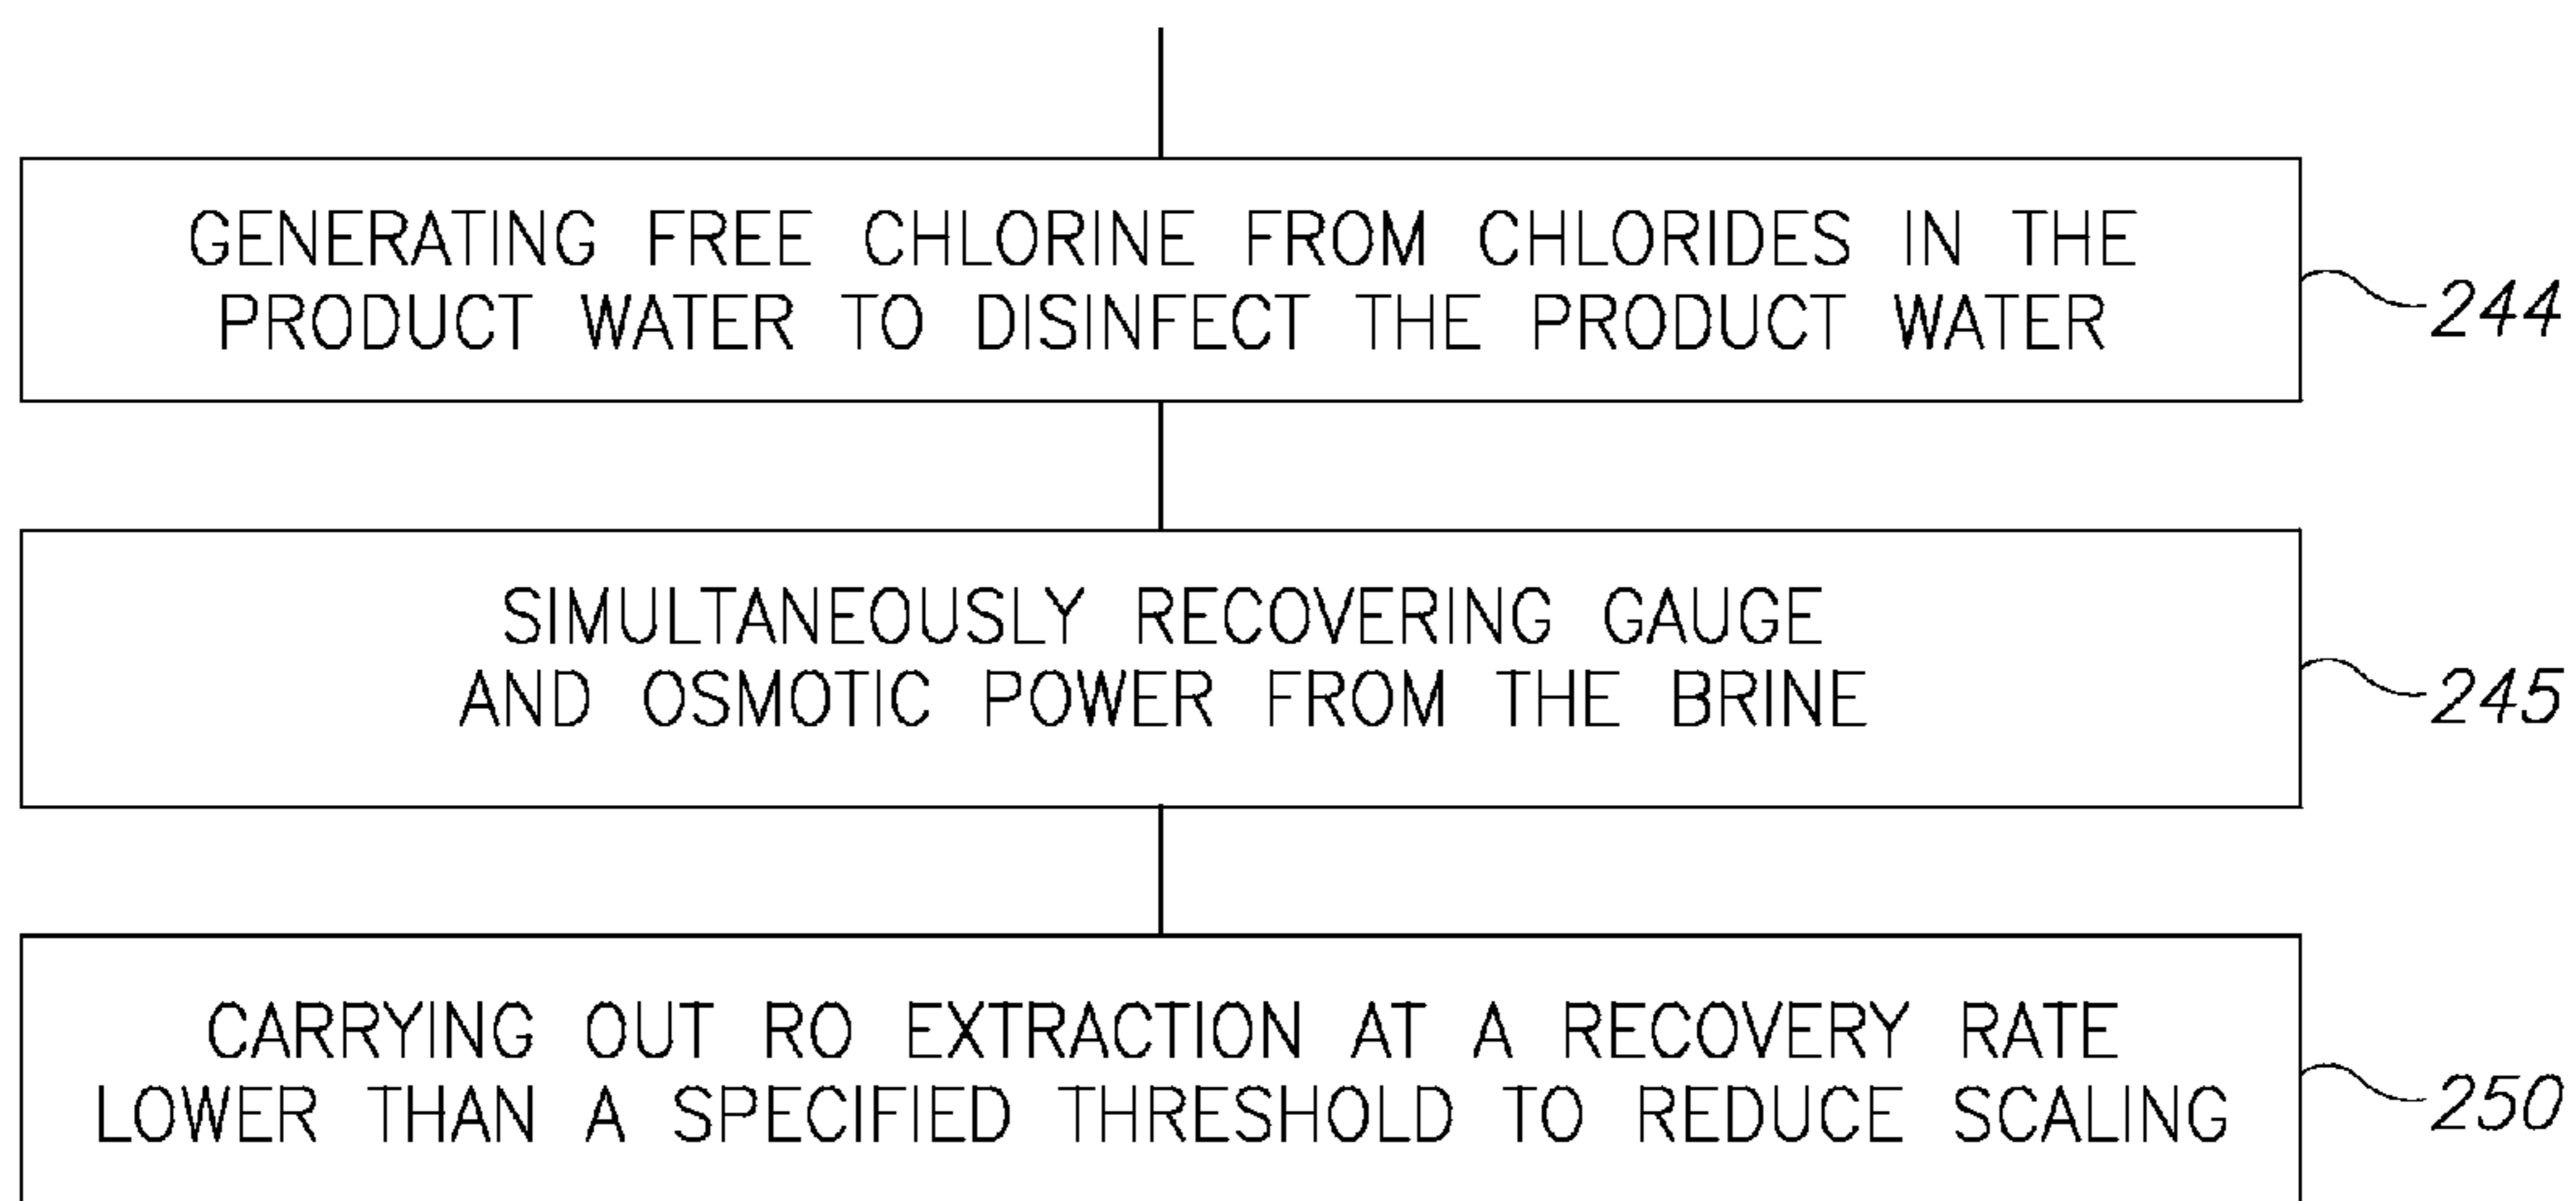 GENERATING FREE CHLORINE FROM CHLORIDES IN THE
PRODUCT WATER TO DISINFECT THE PRODUCT WATER
244
SIMULTANEOUSLY RECOVERING GAUGE
AND OSMOTIC POWER FROM THE BRINE
245
CARRYING OUT RO EXTRACTION AT A RECOVERY RATE
LOWER THAN A SPECIFIED THRESHOLD TO REDUCE SCALING
250